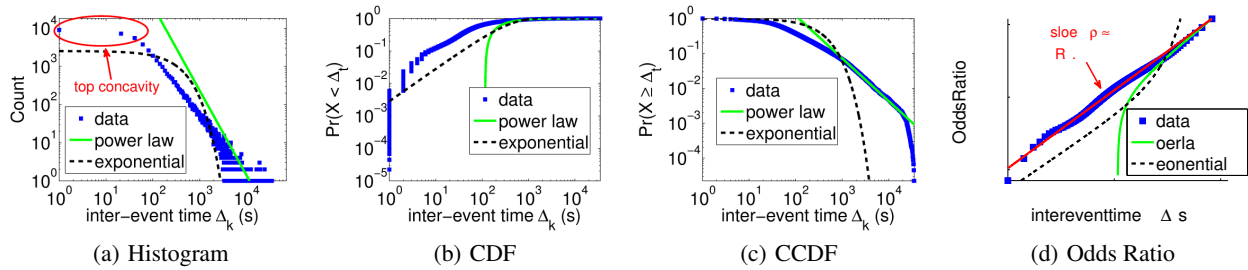 10^4
10^3
10^2
10^1
10^0
Count
top concavity
data
power law
exponential
10^0 10^1 10^2 10^3 10^4
inter-event time Δ_k (s)
(a) Histogram
10^0
10^-1
10^-2
10^-3
10^-4
10^-5
Pr(X < Δ_t)
data
power law
exponential
10^0 10^1 10^2 10^3 10^4
inter-event time Δ_k (s)
(b) CDF
10^0
10^-1
10^-2
10^-3
10^-4
Pr(X ≥ Δ_t)
data
power law
exponential
10^0 10^1 10^2 10^3 10^4
inter-event time Δ_k (s)
(c) CCDF
OddsRatio
sloe ρ ≈
R .
data
oerla
eonential
intereventtime Δ s
(d) Odds Ratio